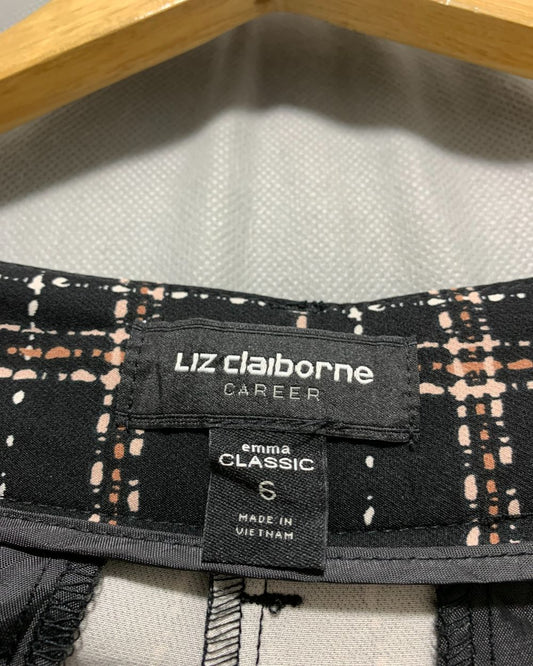 Liz claiborne
CAREER
emma
CLASSIC
6
MADE IN
VIETNAM